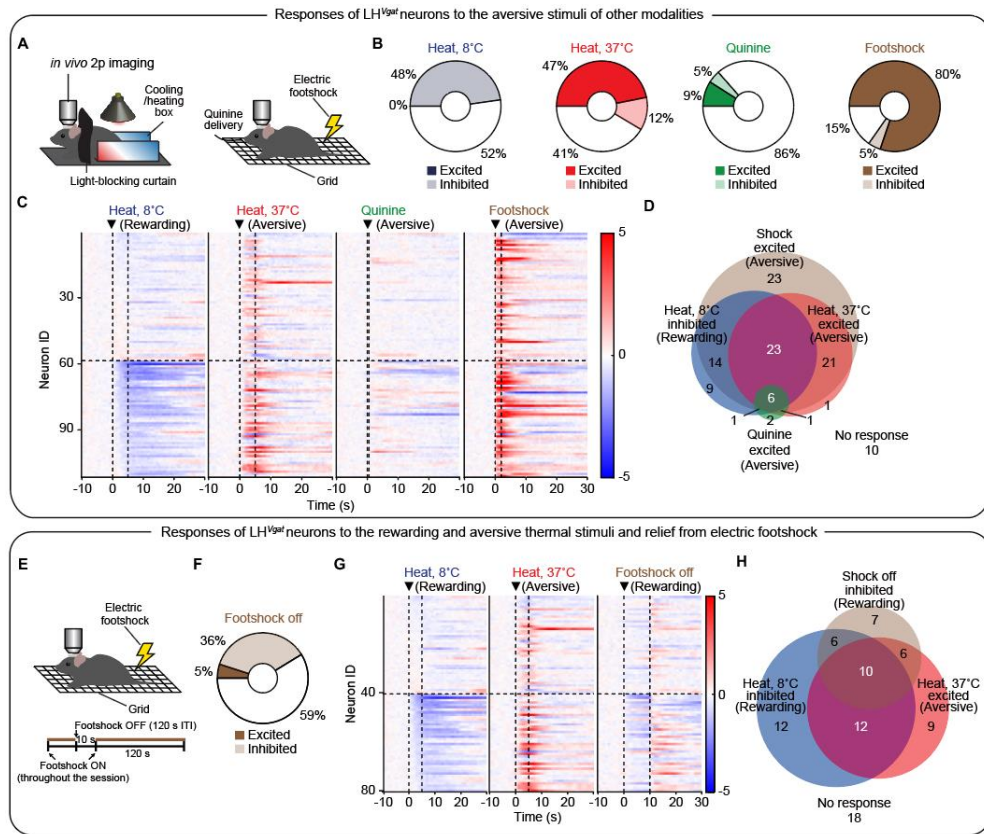 Responses of LHVgat neurons to the aversive stimuli of other modalities
A
in vivo 2p imaging
Cooling
/heating
box
Light-blocking curtain
Quinine
delivery
Electric
footshock
Grid
B
Heat, 8°C
48%
0%
52%
Excited
Inhibited
Heat, 37°C
47%
12%
41%
Excited
Inhibited
Quinine
5%
9%
86%
Excited
Inhibited
Footshock
80%
15%
5%
Excited
Inhibited
C
Heat, 8°C
(Rewarding)
Heat, 37°C
(Aversive)
Quinine
(Aversive)
Footshock
(Aversive)
Neuron ID
30
60
90
-10 0 10 20 -10 0 10 20 -10 0 10 20 -10 0 10 20 30
Time (s)
5
0
-5
D
Shock
excited
(Aversive)
23
Heat, 8°C
inhibited
(Rewarding)
Heat, 37°C
excited
(Aversive)
23
14
21
9
6
1
1
1
2
Quinine
excited
(Aversive)
No response
10
Responses of LHVgat neurons to the rewarding and aversive thermal stimuli and relief from electric footshock
E
Electric
footshock
Grid
Footshock OFF (120 s ITI)
10 s
120 s
Footshock ON
(throughout the session)
F
Footshock off
36%
5%
59%
Excited
Inhibited
G
Heat, 8°C
(Rewarding)
Heat, 37°C
(Aversive)
Footshock off
(Rewarding)
Neuron ID
40
80
-10 0 10 20 -10 0 10 20 -10 0 10 20 30
Time (s)
5
0
-5
H
Shock off
inhibited
(Rewarding)
7
6
6
10
Heat, 8°C
inhibited
(Rewarding)
12
12
Heat, 37°C
excited
(Aversive)
9
No response
18